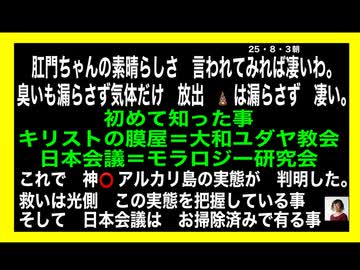 25・8・3朝
肛門ちゃんの素晴らしさ　言われてみれば凄いわ。
臭いも漏らさず気体だけ　放出　💩は漏らさず　凄い。
初めて知った事
キリストの膜屋＝大和ユダヤ教会
日本会議＝モラロジー研究会
これで　神⭕アルカリ島の実態が　判明した。
救いは光側　この実態を把握している事
そして　日本会議は　お掃除済みで有る事